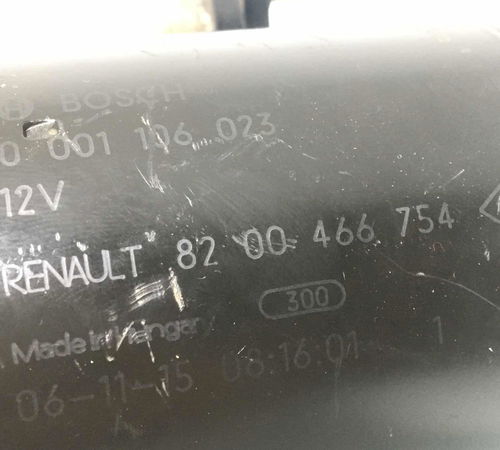 BOSCH
0 001 106 023
12V
RENAULT 82 00 466 754
300
Made in Hungary
06-11-15 08:16:01 1